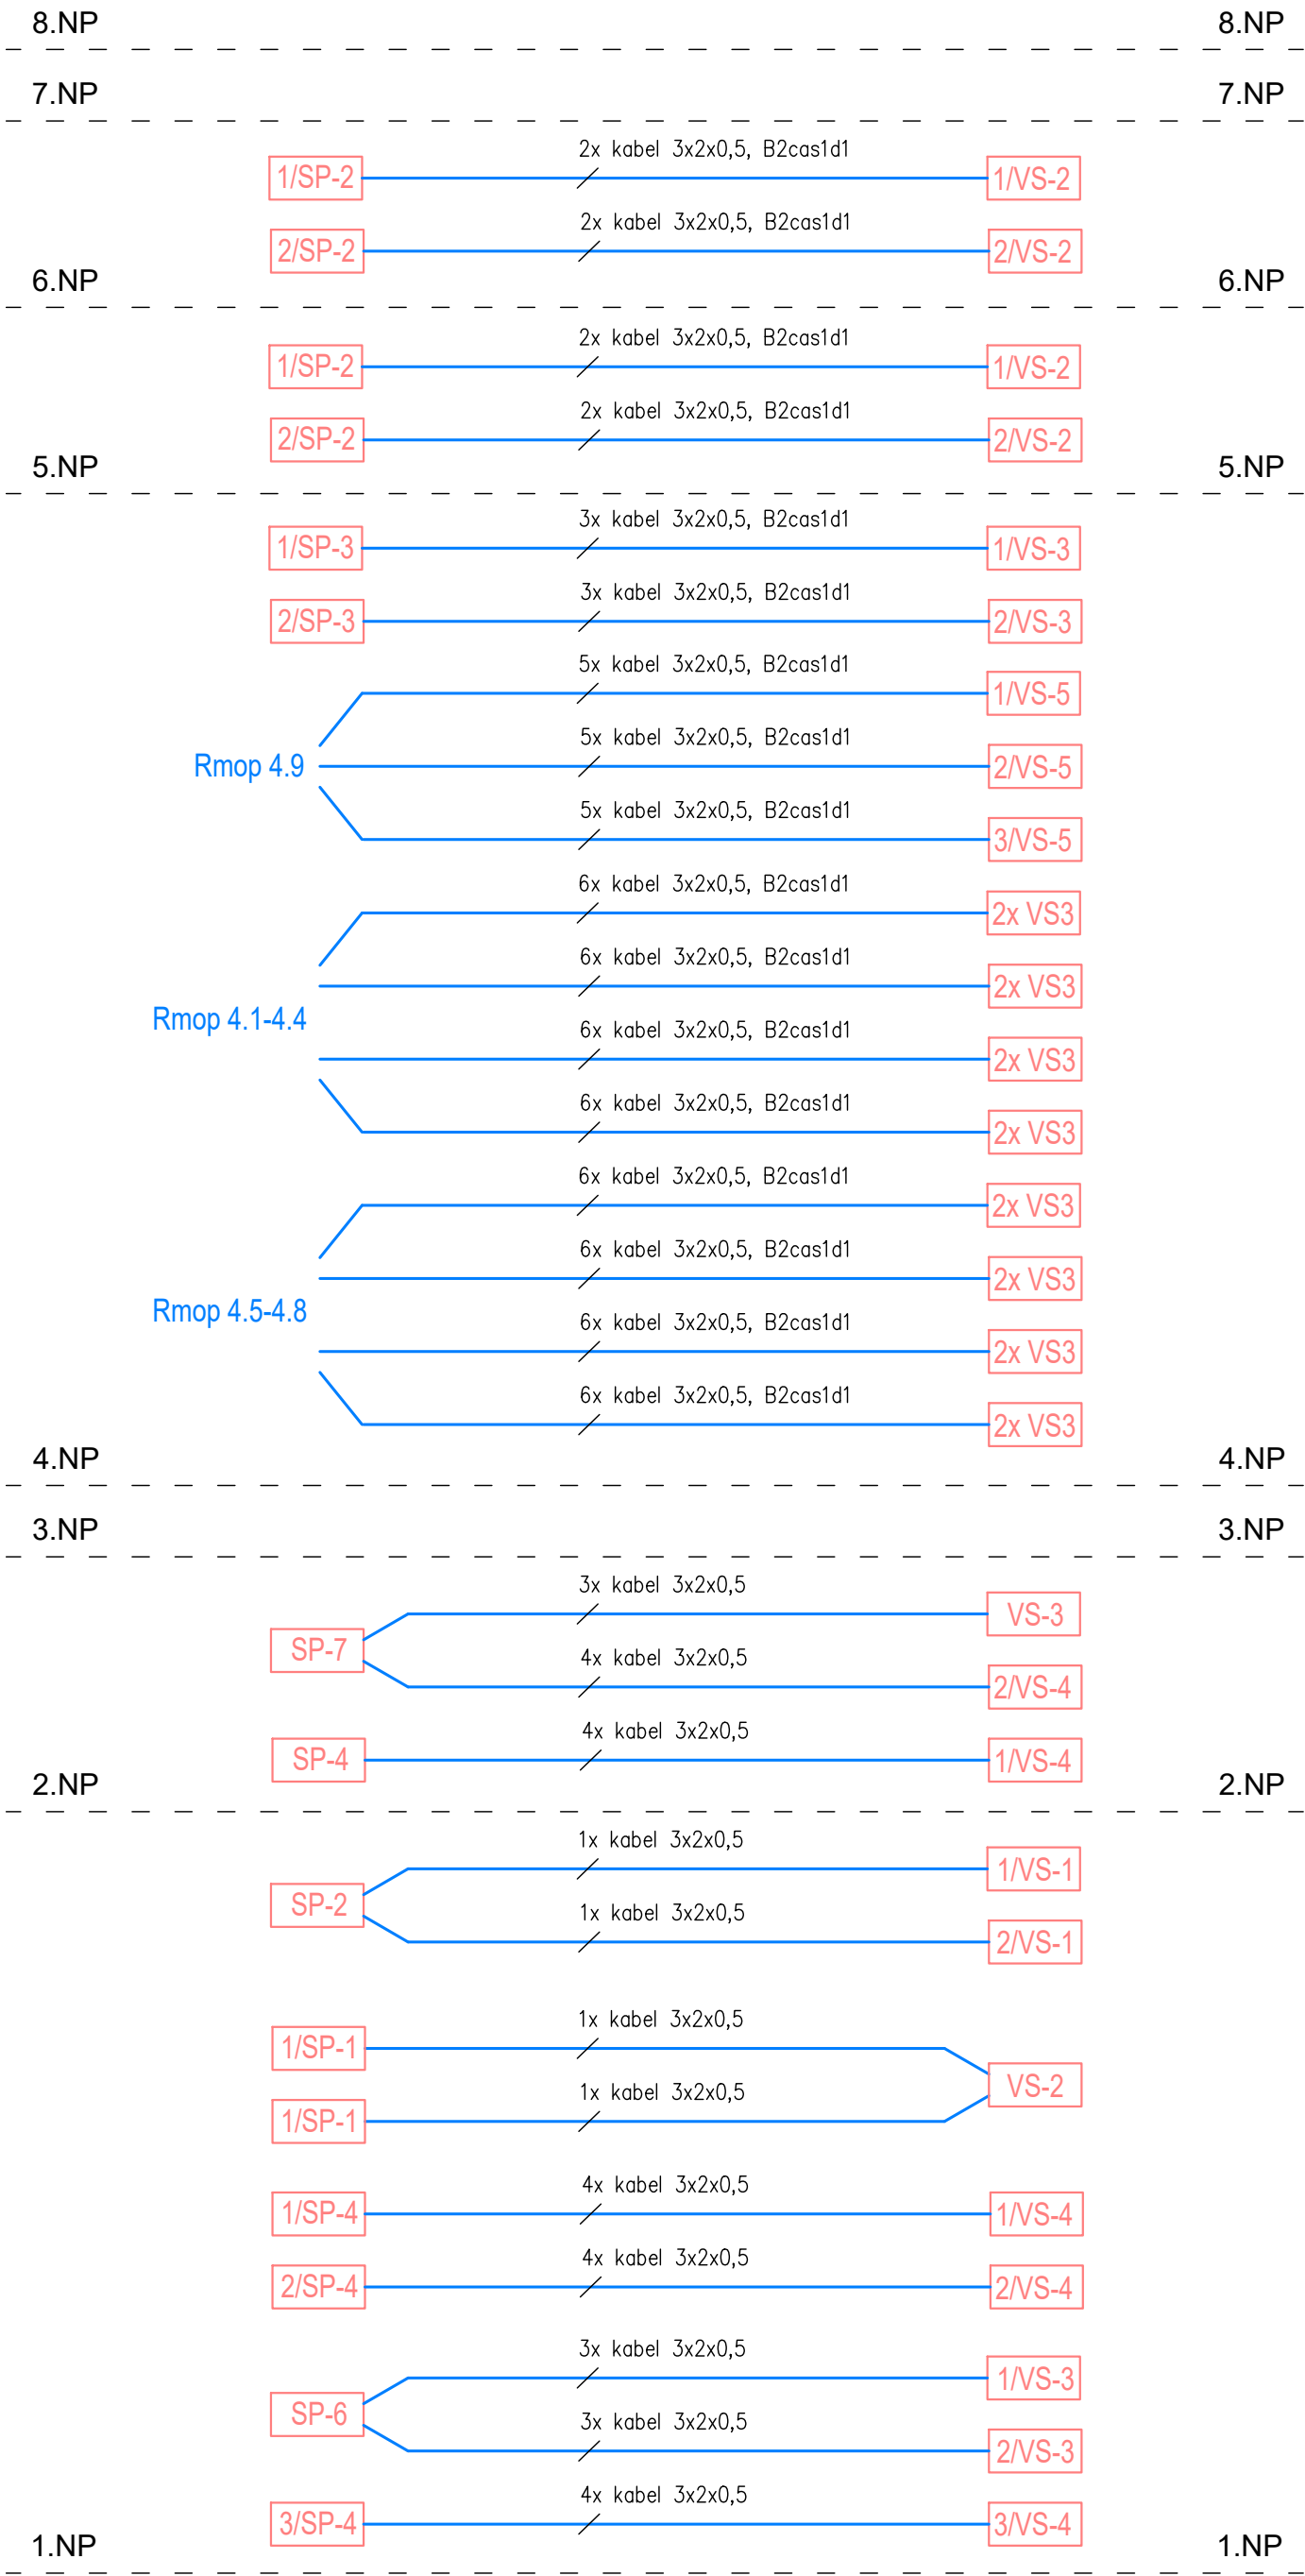 8.NP 8.NP
7.NP 7.NP
2x kabel 3x2x0,5, B2cas1d1
1/SP-2 1/VS-2
2x kabel 3x2x0,5, B2cas1d1
2/SP-2 2/VS-2
6.NP 6.NP
2x kabel 3x2x0,5, B2cas1d1
1/SP-2 1/VS-2
2x kabel 3x2x0,5, B2cas1d1
2/SP-2 2/VS-2
5.NP 5.NP
3x kabel 3x2x0,5, B2cas1d1
1/SP-3 1/VS-3
3x kabel 3x2x0,5, B2cas1d1
2/SP-3 2/VS-3
5x kabel 3x2x0,5, B2cas1d1
1/VS-5
5x kabel 3x2x0,5, B2cas1d1
Rmop 4.9 2/VS-5
5x kabel 3x2x0,5, B2cas1d1
3/VS-5
6x kabel 3x2x0,5, B2cas1d1
2x VS3
6x kabel 3x2x0,5, B2cas1d1
2x VS3
Rmop 4.1-4.4
6x kabel 3x2x0,5, B2cas1d1
2x VS3
6x kabel 3x2x0,5, B2cas1d1
2x VS3
6x kabel 3x2x0,5, B2cas1d1
2x VS3
6x kabel 3x2x0,5, B2cas1d1
2x VS3
Rmop 4.5-4.8
6x kabel 3x2x0,5, B2cas1d1
2x VS3
6x kabel 3x2x0,5, B2cas1d1
2x VS3
4.NP 4.NP
3.NP 3.NP
3x kabel 3x2x0,5
VS-3
SP-7
4x kabel 3x2x0,5
2/VS-4
4x kabel 3x2x0,5
SP-4 1/VS-4
2.NP 2.NP
1x kabel 3x2x0,5
1/VS-1
SP-2
1x kabel 3x2x0,5
2/VS-1
1x kabel 3x2x0,5
1/SP-1
VS-2
1x kabel 3x2x0,5
1/SP-1
4x kabel 3x2x0,5
1/SP-4 1/VS-4
4x kabel 3x2x0,5
2/SP-4 2/VS-4
3x kabel 3x2x0,5
1/VS-3
SP-6
3x kabel 3x2x0,5
2/VS-3
4x kabel 3x2x0,5
3/SP-4 3/VS-4
1.NP 1.NP